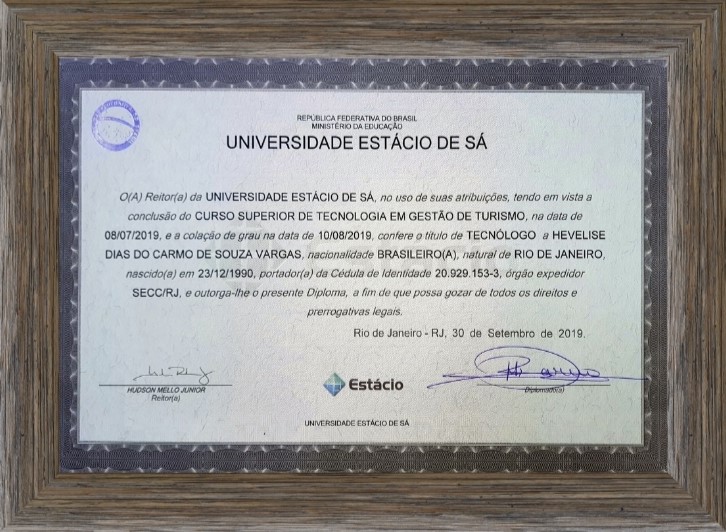 REPÚBLICA FEDERATIVA DO BRASIL
MINISTÉRIO DA EDUCAÇÃO
UNIVERSIDADE ESTÁCIO DE SÁ
O(A) Reitor(a) da UNIVERSIDADE ESTÁCIO DE SÁ, no uso de suas atribuições, tendo em vista a
conclusão do CURSO SUPERIOR DE TECNOLOGIA EM GESTÃO DE TURISMO, na data de
08/07/2019, e a colação de grau na data de 10/08/2019, confere o título de TECNÓLOGO a HEVELISE
DIAS DO CARMO DE SOUZA VARGAS, nacionalidade BRASILEIRO(A), natural de RIO DE JANEIRO,
nascido(a) em 23/12/1990, portador(a) da Cédula de Identidade 20.929.153-3, órgão expedidor
SECC/RJ, e outorga-lhe o presente Diploma, a fim de que possa gozar de todos os direitos e
prerrogativas legais.
Rio de Janeiro - RJ, 30 de Setembro de 2019.
HUDSON MELLO JUNIOR
Reitor(a)
Estácio
Diplomado(a)
UNIVERSIDADE ESTÁCIO DE SÁ